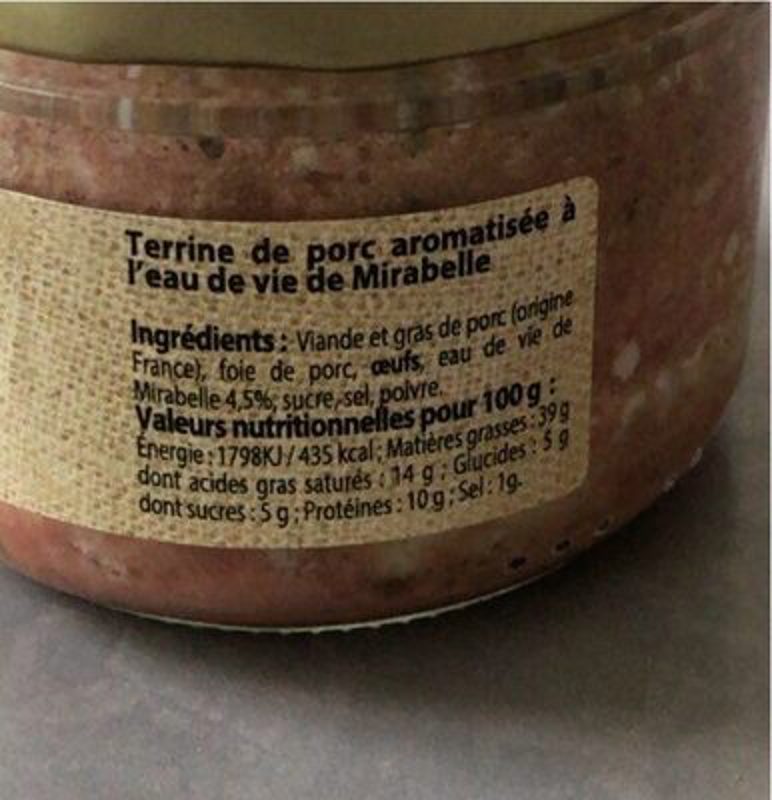 Terrine de porc aromatisée à
l'eau de vie de Mirabelle
Ingrédients : Viande et gras de porc (origine
France), foie de porc, œufs, eau de vie de
Mirabelle 4,5%, sucre, sel, poivre.
Valeurs nutritionnelles pour 100 g :
Énergie : 1798KJ / 435 kcal ; Matières grasses : 39 g
dont acides gras saturés : 14 g ; Glucides : 5 g
dont sucres : 5 g ; Protéines : 10 g ; Sel : 1g.